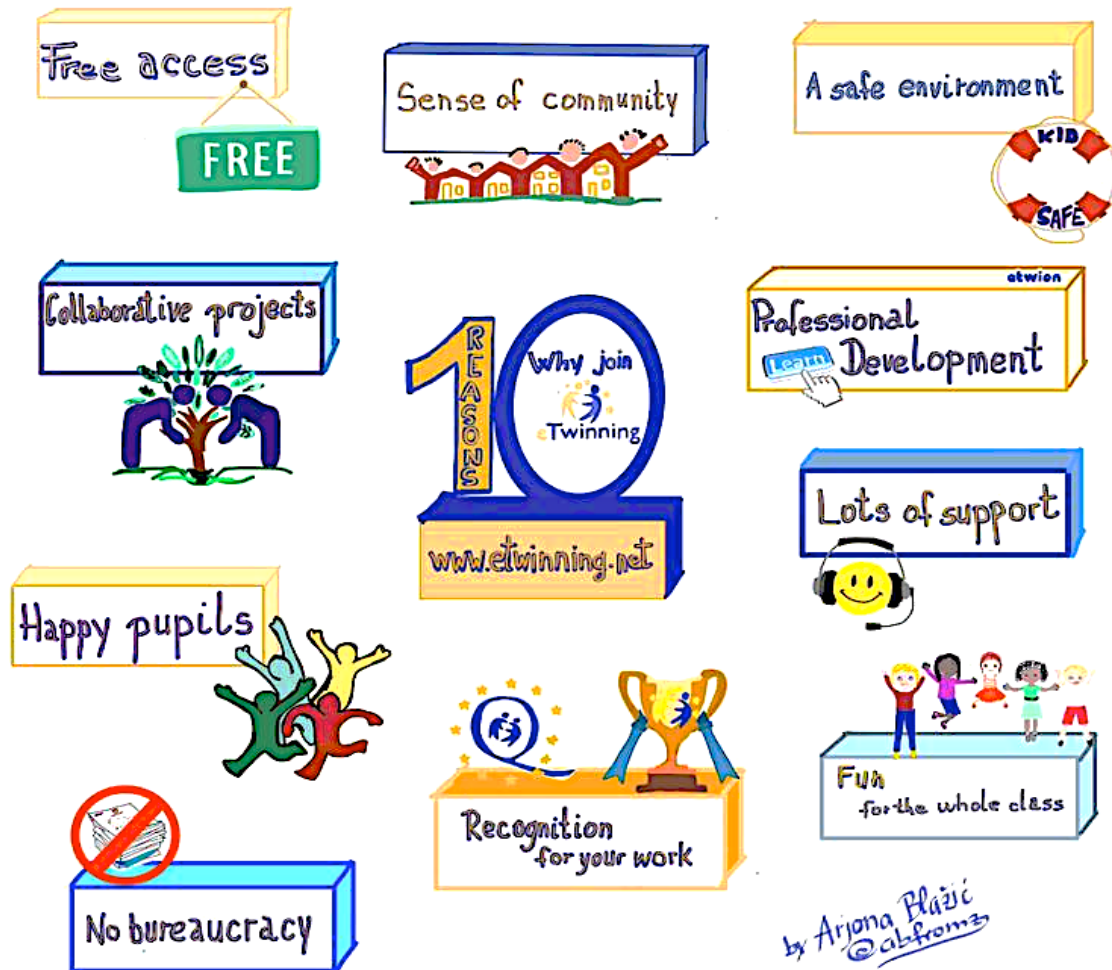 Free access
FREE
Sense of community
A safe environment
KID
SAFE
Collaborative projects
10
REASONS
Why join
eTwinning
www.etwinning.net
etwion
Professional
Learn
Development
Lots of support
Happy pupils
Recognition
for your work
Fun
for the whole class
No bureaucracy
by Arjana Blažić
@abfromz